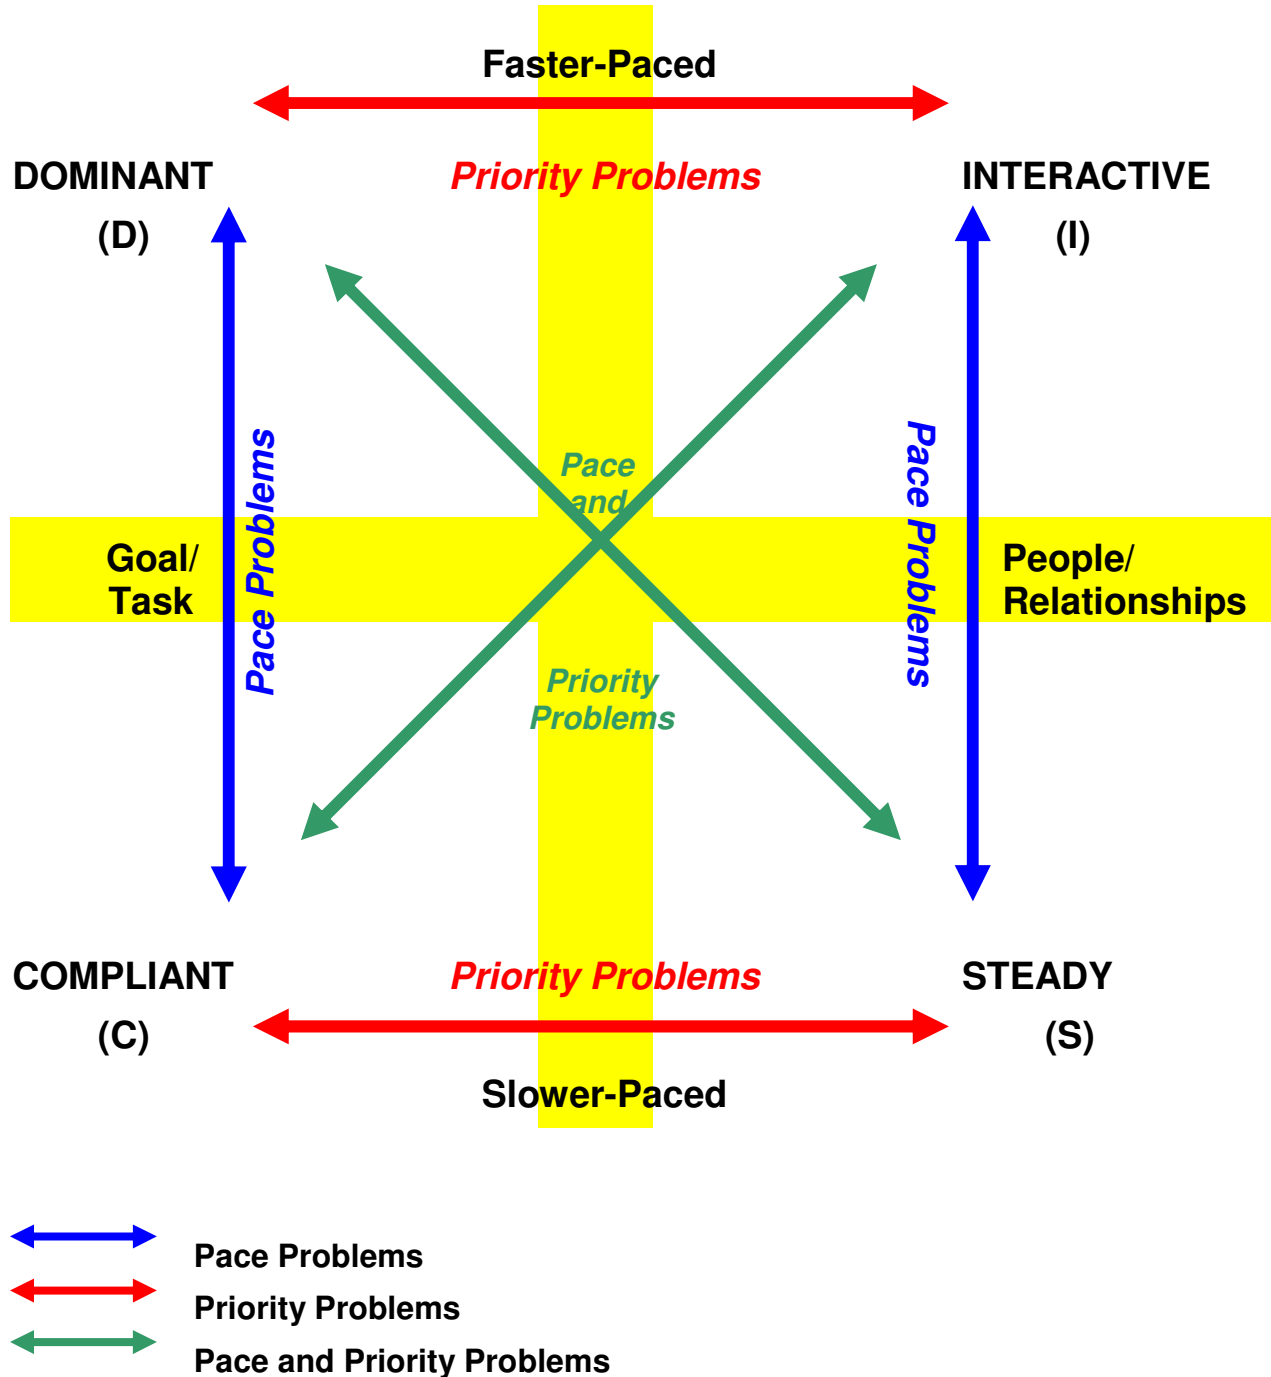 Faster-Paced
DOMINANT
Priority Problems
INTERACTIVE
(D)
(I)
Pace Problems
Pace
and
Pace Problems
Goal/
Task
People/
Relationships
Priority
Problems
COMPLIANT
Priority Problems
STEADY
(C)
(S)
Slower-Paced
Pace Problems
Priority Problems
Pace and Priority Problems